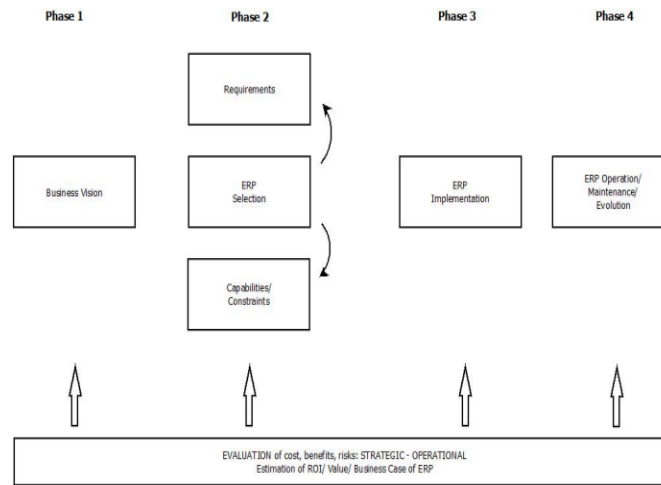 Phase 1
Phase 2
Phase 3
Phase 4
Requirements
Business Vision
ERP
Selection
ERP
Implementation
ERP Operation/
Maintenance/
Evolution
Capabilities/
Constraints
EVALUATION of cost, benefits, risks: STRATEGIC - OPERATIONAL
Estimation of ROI/ Value/ Business Case of ERP